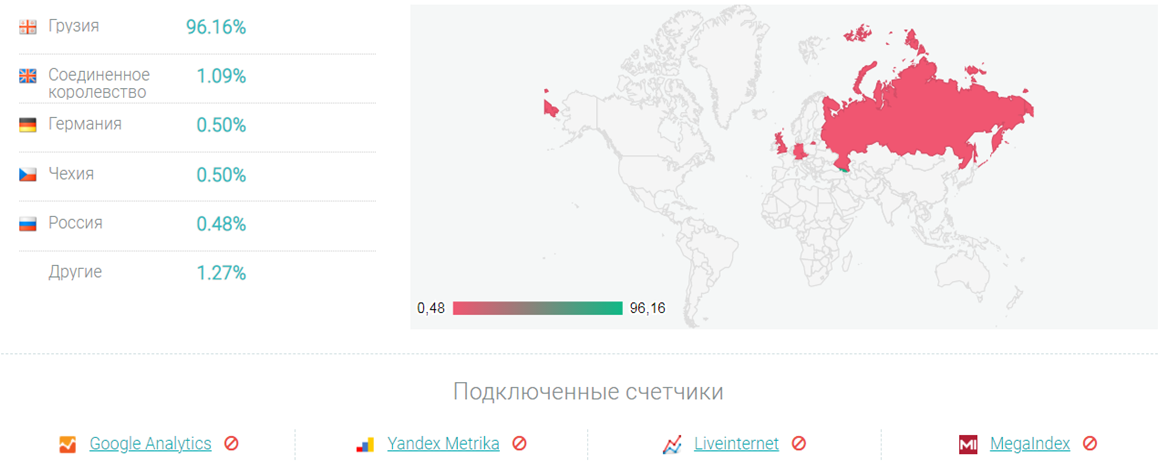 Грузия 96.16%
Соединенное 1.09%
королевство
Германия 0.50%
Чехия 0.50%
Россия 0.48%
Другие 1.27%
0,48 96,16
Подключенные счетчики
Google Analytics Yandex Metrika Liveinternet MI MegaIndex